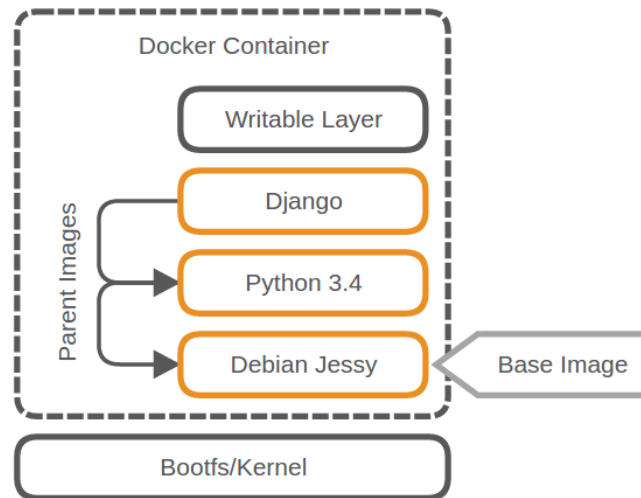 Docker Container
Writable Layer
Django
Parent Images
Python 3.4
Debian Jessy
Base Image
Bootfs/Kernel